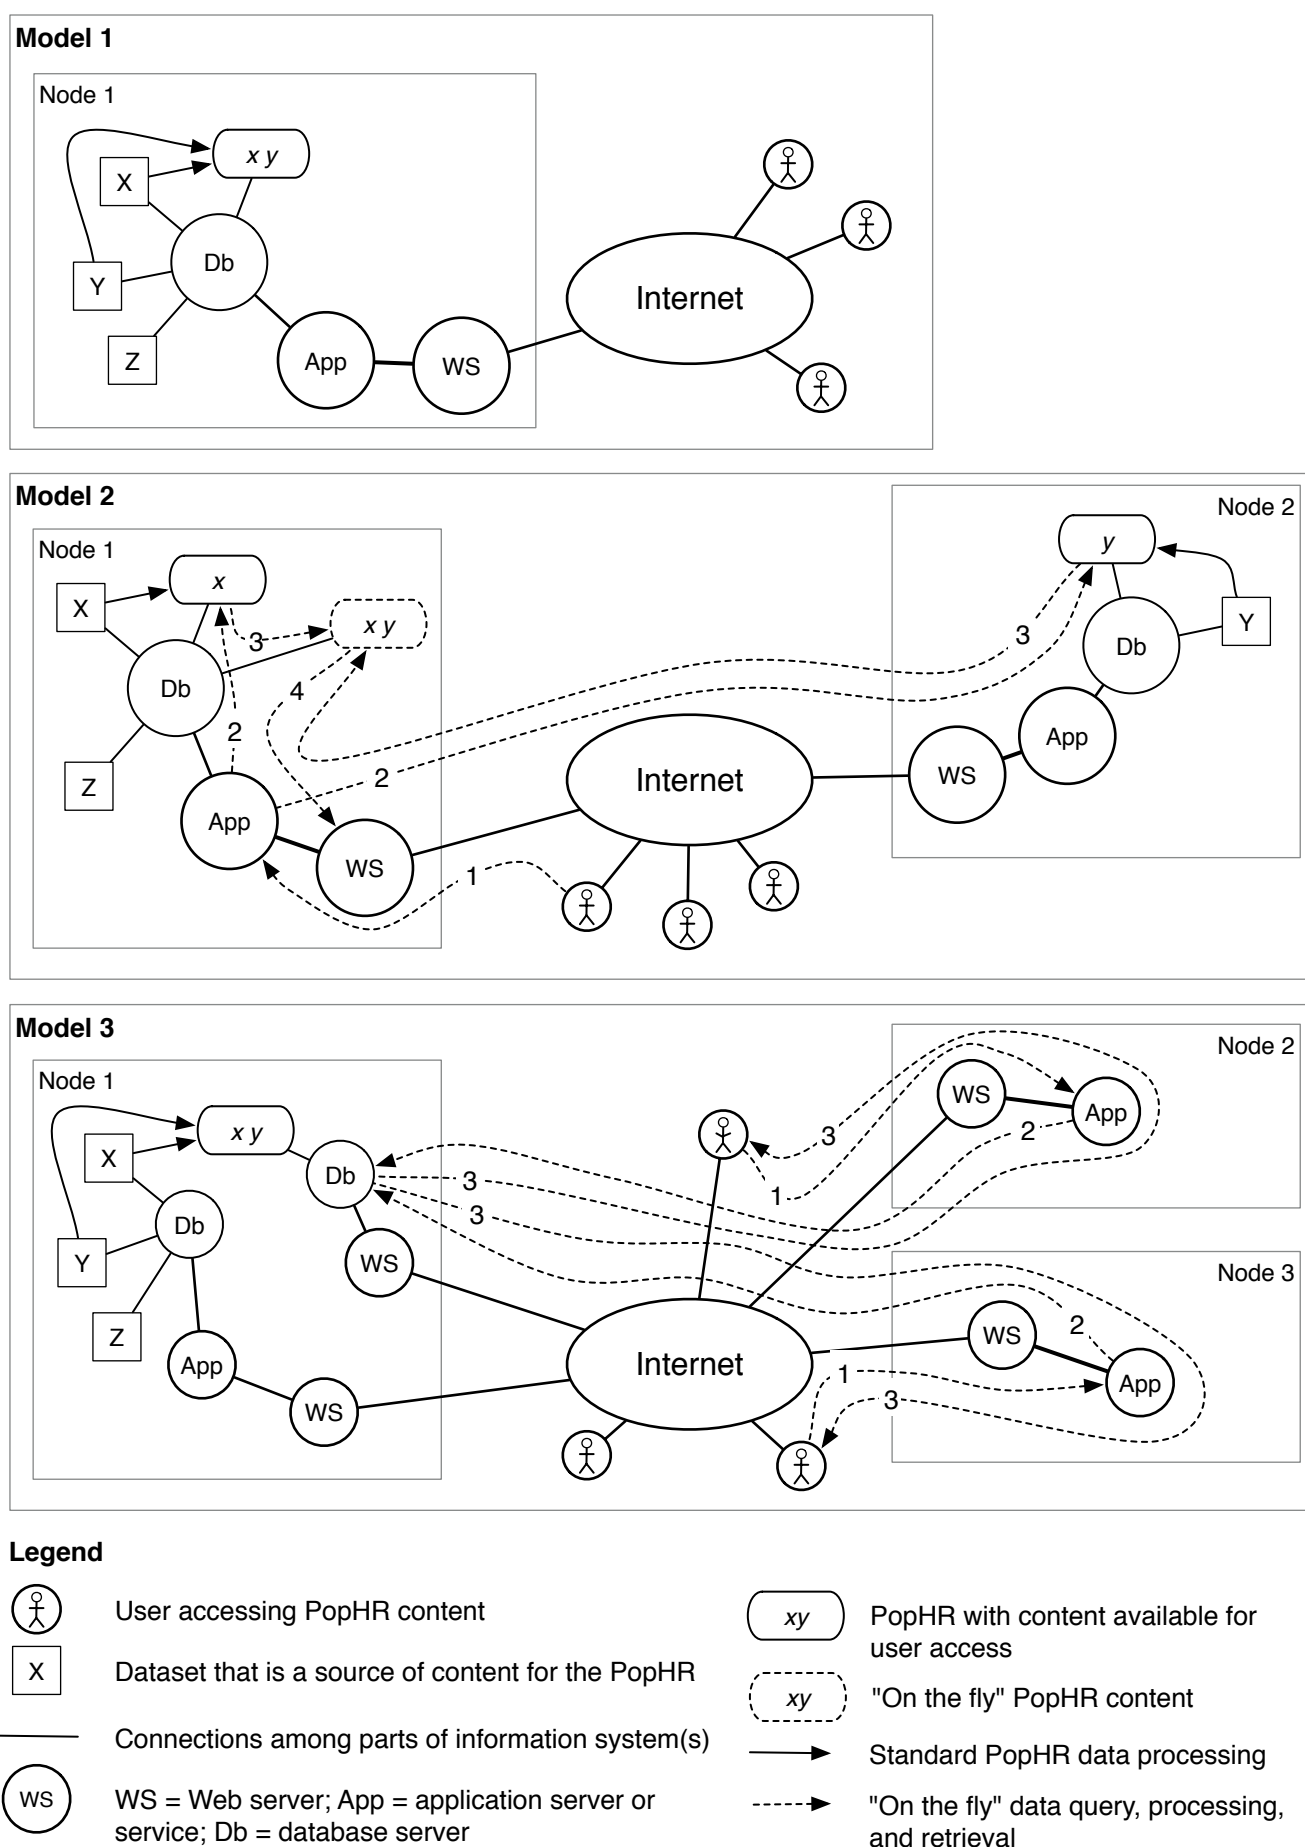 Model 1
Node 1
x y
X
Db
Y
Z
App
WS
Internet
Model 2
Node 2
Node 1
y
x
X
Y
3
x y
3
Db
Db
4
2
App
2
Internet
WS
Z
App
WS
1
Model 3
Node 2
Node 1
WS
App
x y
3
2
X
Db
3
1
3
Db
Y
WS
Node 3
Z
2
WS
App
Internet
1
App
3
WS
Legend
User accessing PopHR content
X
Dataset that is a source of content for the PopHR
Connections among parts of information system(s)
WS
WS = Web server; App = application server or
service; Db = database server
xy
PopHR with content available for
user access
xy
"On the fly" PopHR content
Standard PopHR data processing
"On the fly" data query, processing,
and retrieval